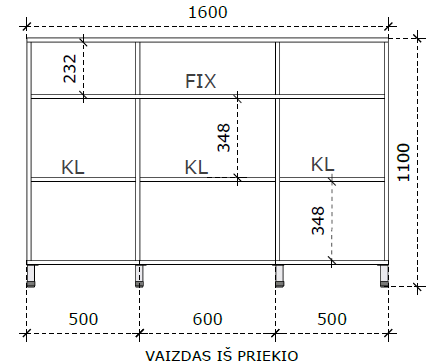 1600
232
FIX
348
KL
KL
KL
1100
348
500
600
500
VAIZDAS IŠ PRIEKIO